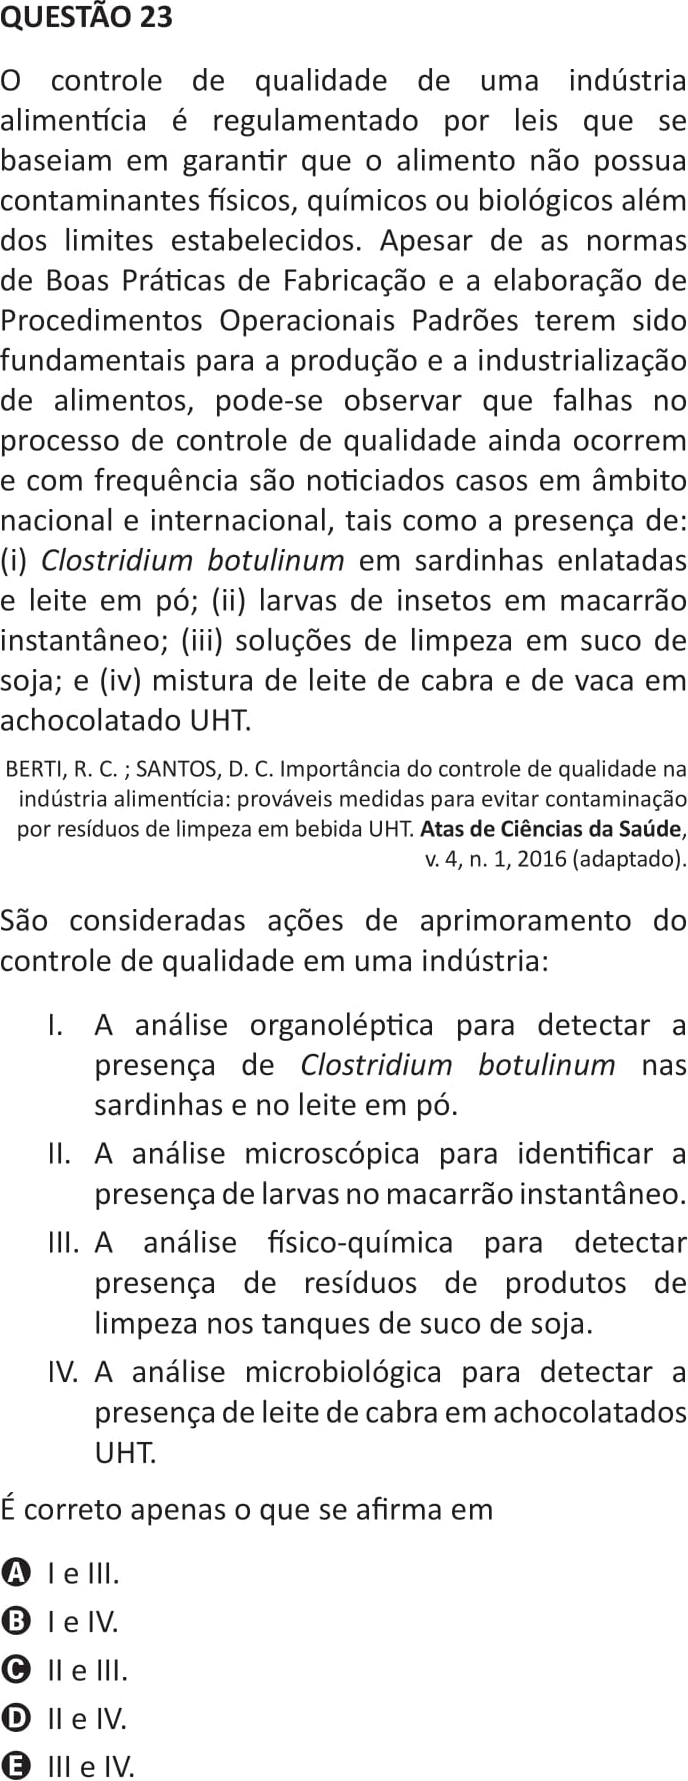 QUESTÃO 23
O controle de qualidade de uma indústria
alimentícia é regulamentado por leis que se
baseiam em garantir que o alimento não possua
contaminantes físicos, químicos ou biológicos além
dos limites estabelecidos. Apesar de as normas
de Boas Práticas de Fabricação e a elaboração de
Procedimentos Operacionais Padrões terem sido
fundamentais para a produção e a industrialização
de alimentos, pode-se observar que falhas no
processo de controle de qualidade ainda ocorrem
e com frequência são noticiados casos em âmbito
nacional e internacional, tais como a presença de:
(i) Clostridium botulinum em sardinhas enlatadas
e leite em pó; (ii) larvas de insetos em macarrão
instantâneo; (iii) soluções de limpeza em suco de
soja; e (iv) mistura de leite de cabra e de vaca em
achocolatado UHT.
BERTI, R. C. ; SANTOS, D. C. Importância do controle de qualidade na
indústria alimentícia: prováveis medidas para evitar contaminação
por resíduos de limpeza em bebida UHT. Atas de Ciências da Saúde,
v. 4, n. 1, 2016 (adaptado).
São consideradas ações de aprimoramento do
controle de qualidade em uma indústria:
I. A análise organoléptica para detectar a
presença de Clostridium botulinum nas
sardinhas e no leite em pó.
II. A análise microscópica para identificar a
presença de larvas no macarrão instantâneo.
III. A análise físico-química para detectar
presença de resíduos de produtos de
limpeza nos tanques de suco de soja.
IV. A análise microbiológica para detectar a
presença de leite de cabra em achocolatados
UHT.
É correto apenas o que se afirma em
A I e III.
B I e IV.
C II e III.
D II e IV.
E III e IV.